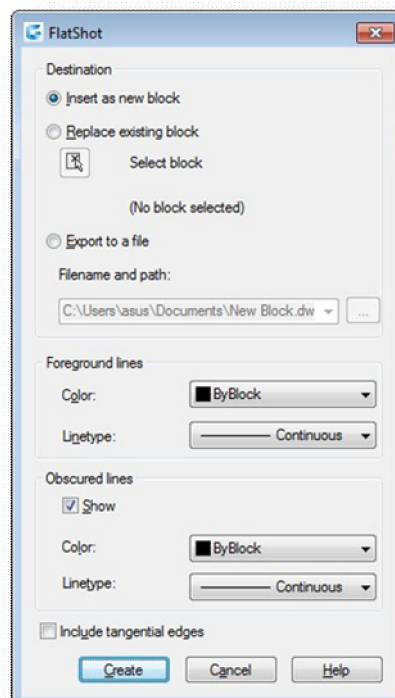 FlatShot
Destination
Insert as new block
Replace existing block
Select block
(No block selected)
Export to a file
Filename and path:
C:\Users\asus\Documents\New Block.dw
...
Foreground lines
Color:
ByBlock
Linetype:
Continuous
Obscured lines
Show
Color:
ByBlock
Linetype:
Continuous
Include tangential edges
Create
Cancel
Help